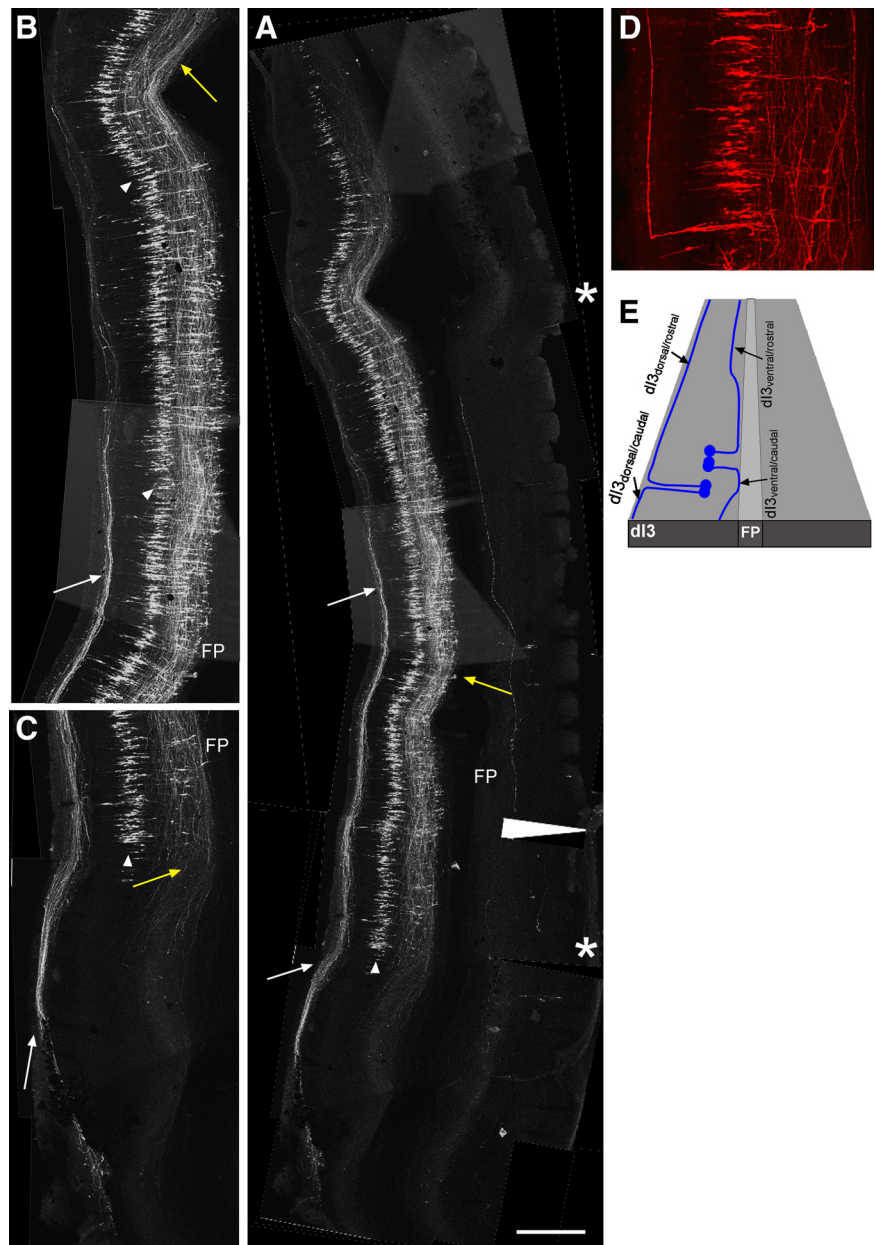 B
A
D
FP
FP
C
FP
*
*
E
dI3dorsal/rostral
dI3dorsal/caudal
dI3ventral/rostral
dI3ventral/caudal
dI3
FP